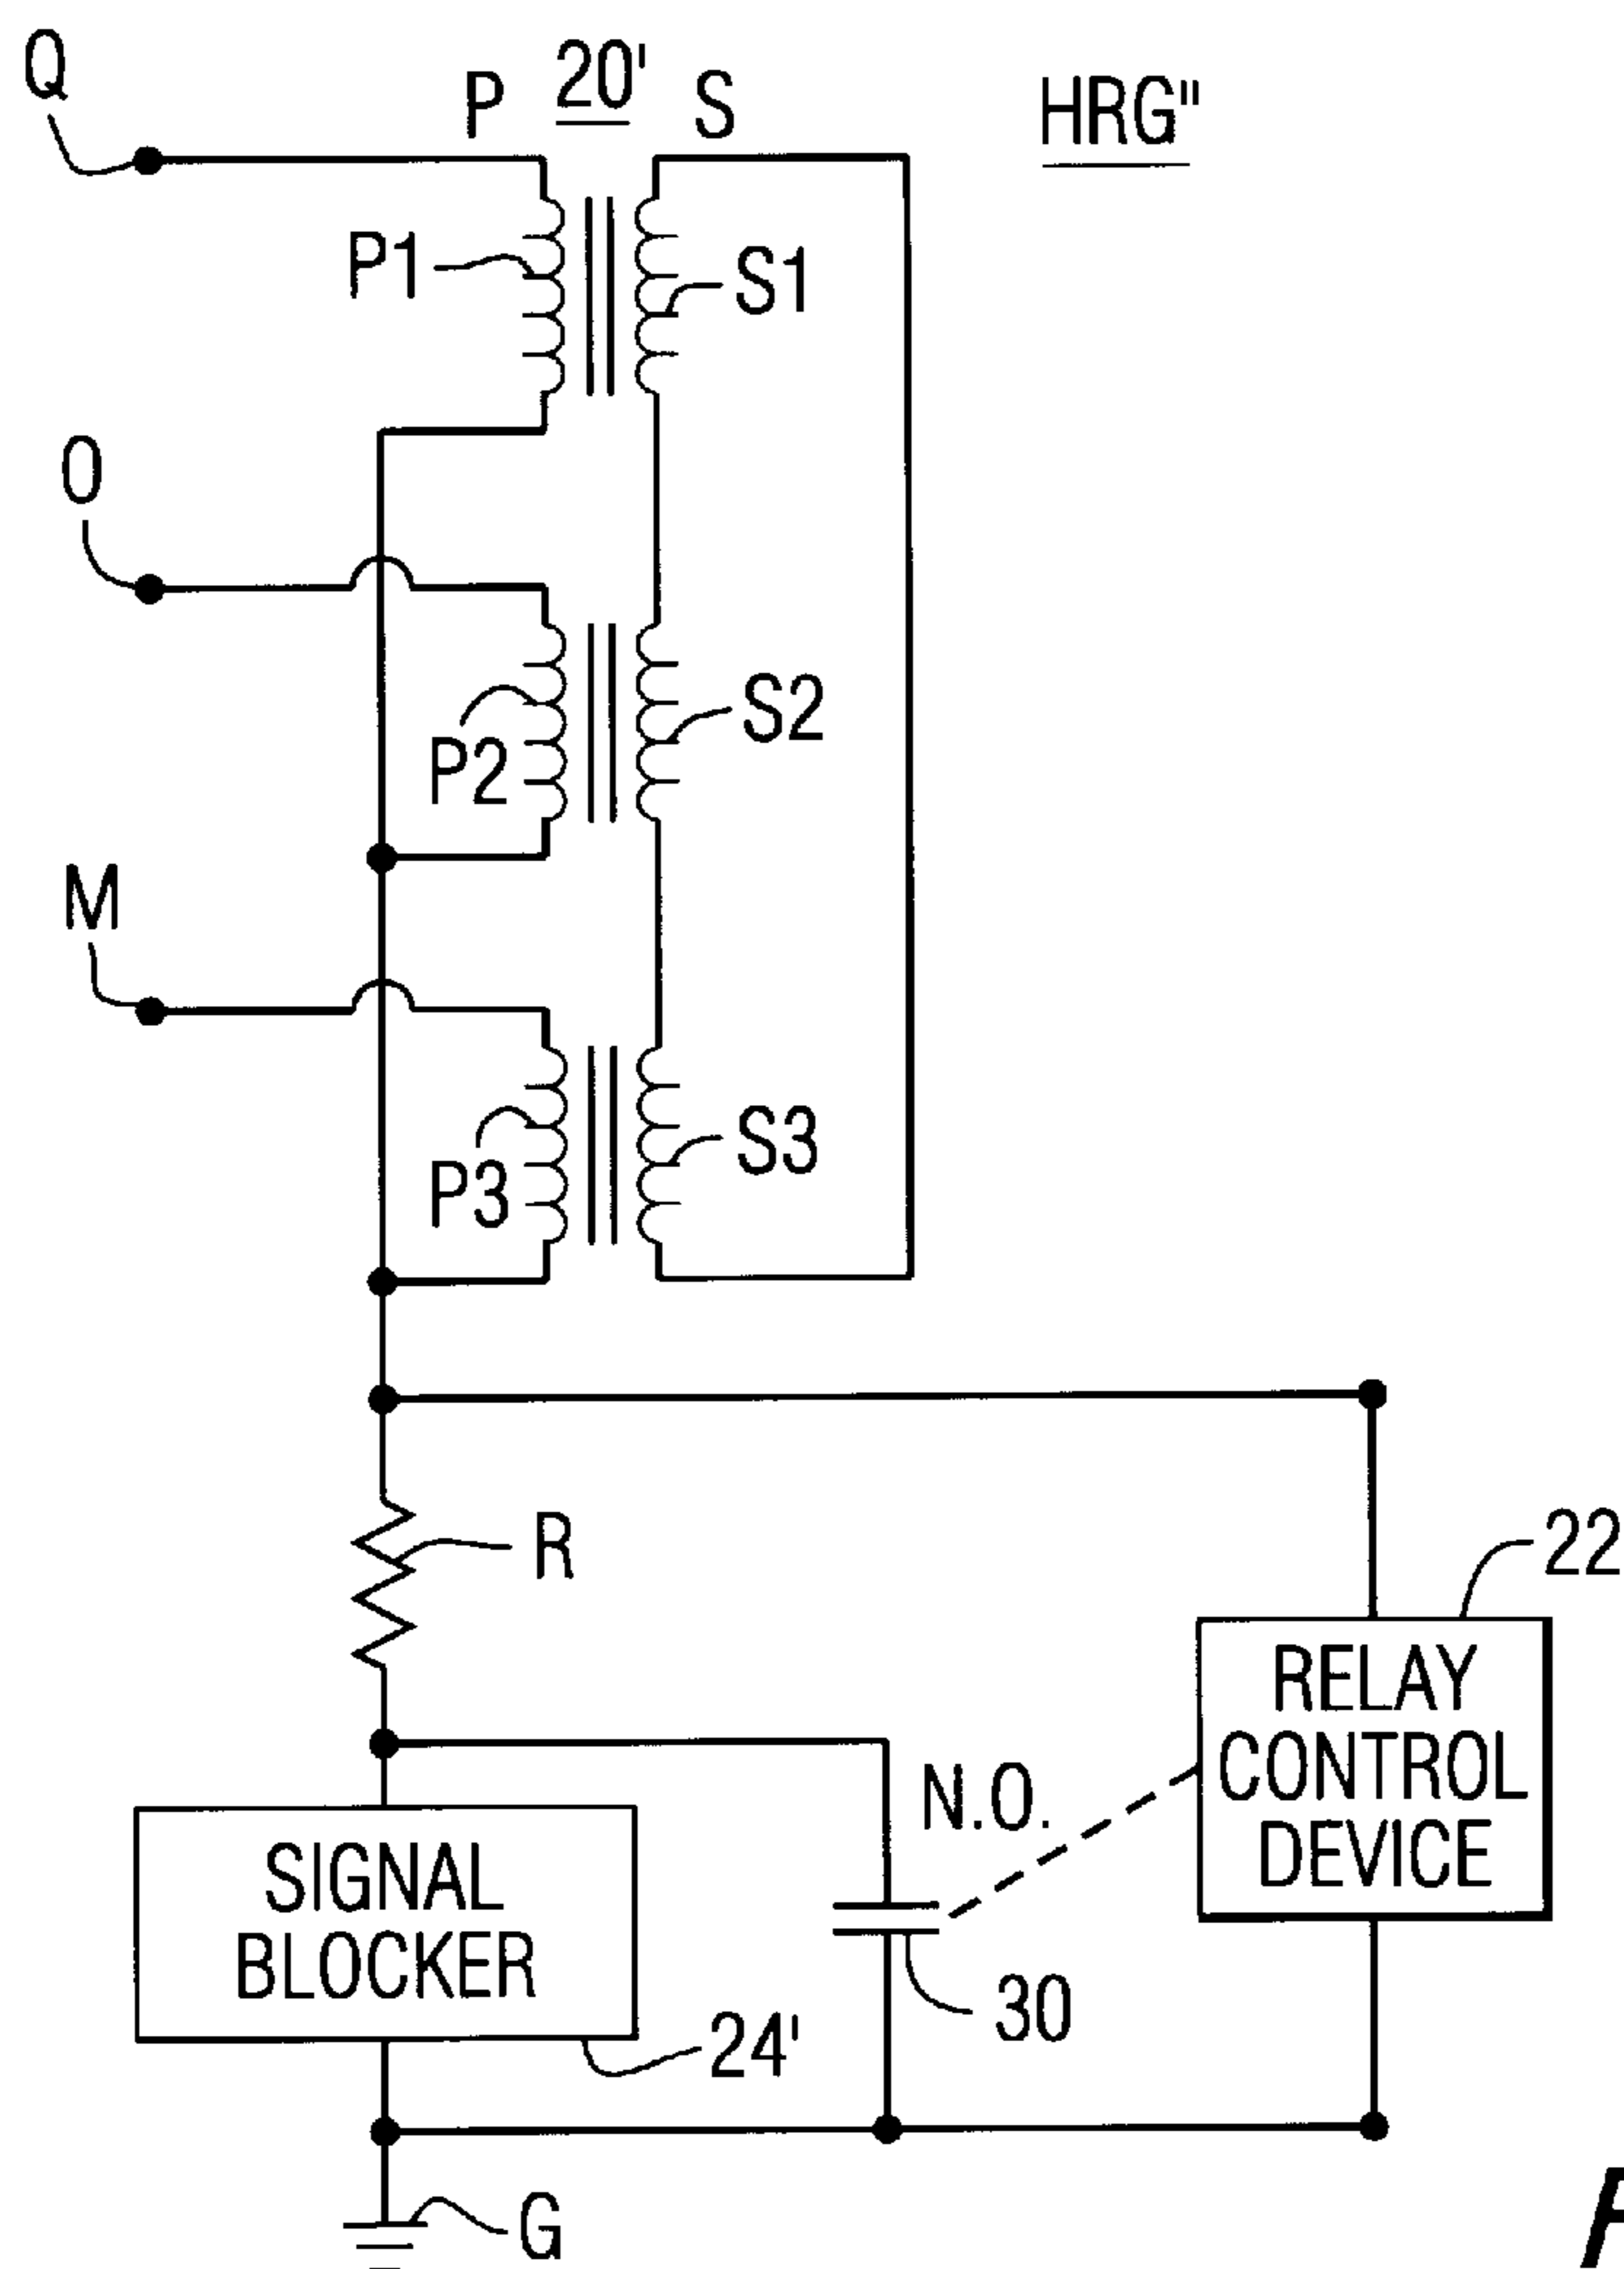 Q
P
20'
S
HRG"
P1
S1
O
P2
S2
M
P3
S3
R
22
RELAY
CONTROL
DEVICE
N.O.
SIGNAL
BLOCKER
30
24'
G